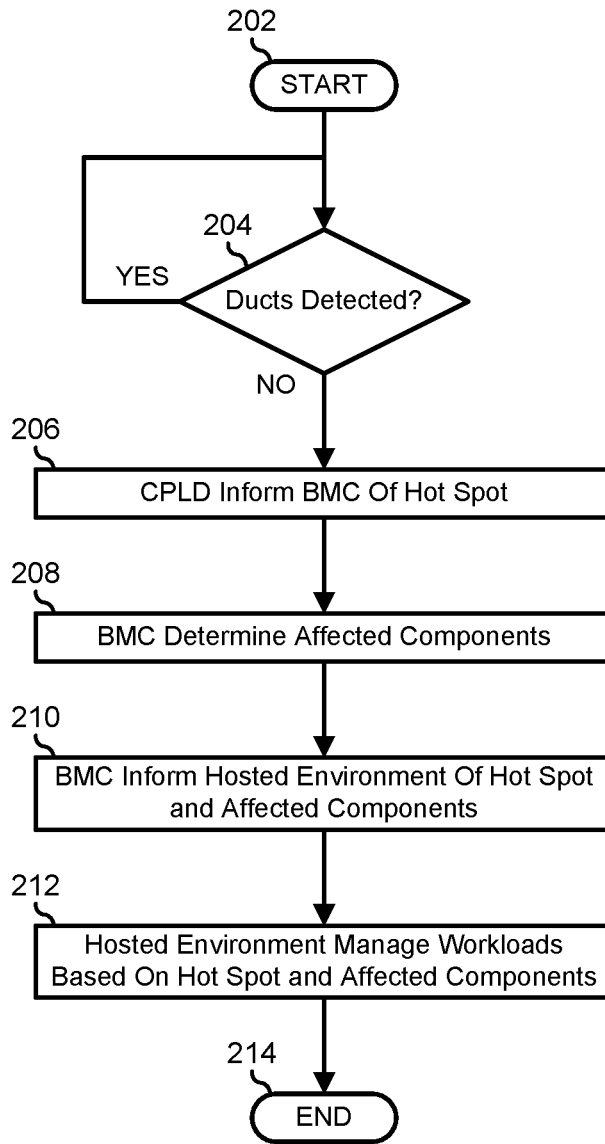 202
START
204
YES
Ducts Detected?
NO
206
CPLD Inform BMC Of Hot Spot
208
BMC Determine Affected Components
210
BMC Inform Hosted Environment Of Hot Spot
and Affected Components
212
Hosted Environment Manage Workloads
Based On Hot Spot and Affected Components
214
END